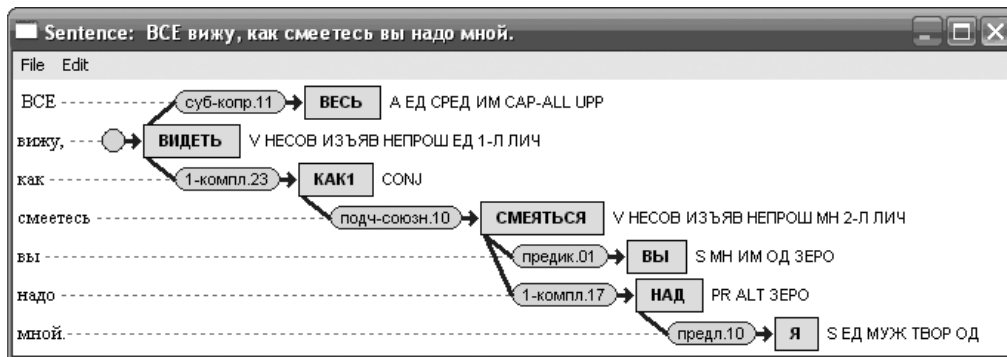 Sentence: ВСЕ вижу, как смеетесь вы надо мной.
File Edit
ВСЕ суб-копр.11 ВЕСЬ А ЕД СРЕД ИМ CAP-ALL UPP
вижу, ВИДЕТЬ V НЕСОВ ИЗЪЯВ НЕПРОШ ЕД 1-Л ЛИЧ
как 1-компл.23 КАК1 CONJ
смеетесь подч-союзн.10 СМЕЯТЬСЯ V НЕСОВ ИЗЪЯВ НЕПРОШ МН 2-Л ЛИЧ
вы предик.01 ВЫ S МН ИМ ОД ЗЕРО
надо 1-компл.17 НАД PR ALT ЗЕРО
мной. предл.10 Я S ЕД МУЖ ТВОР ОД